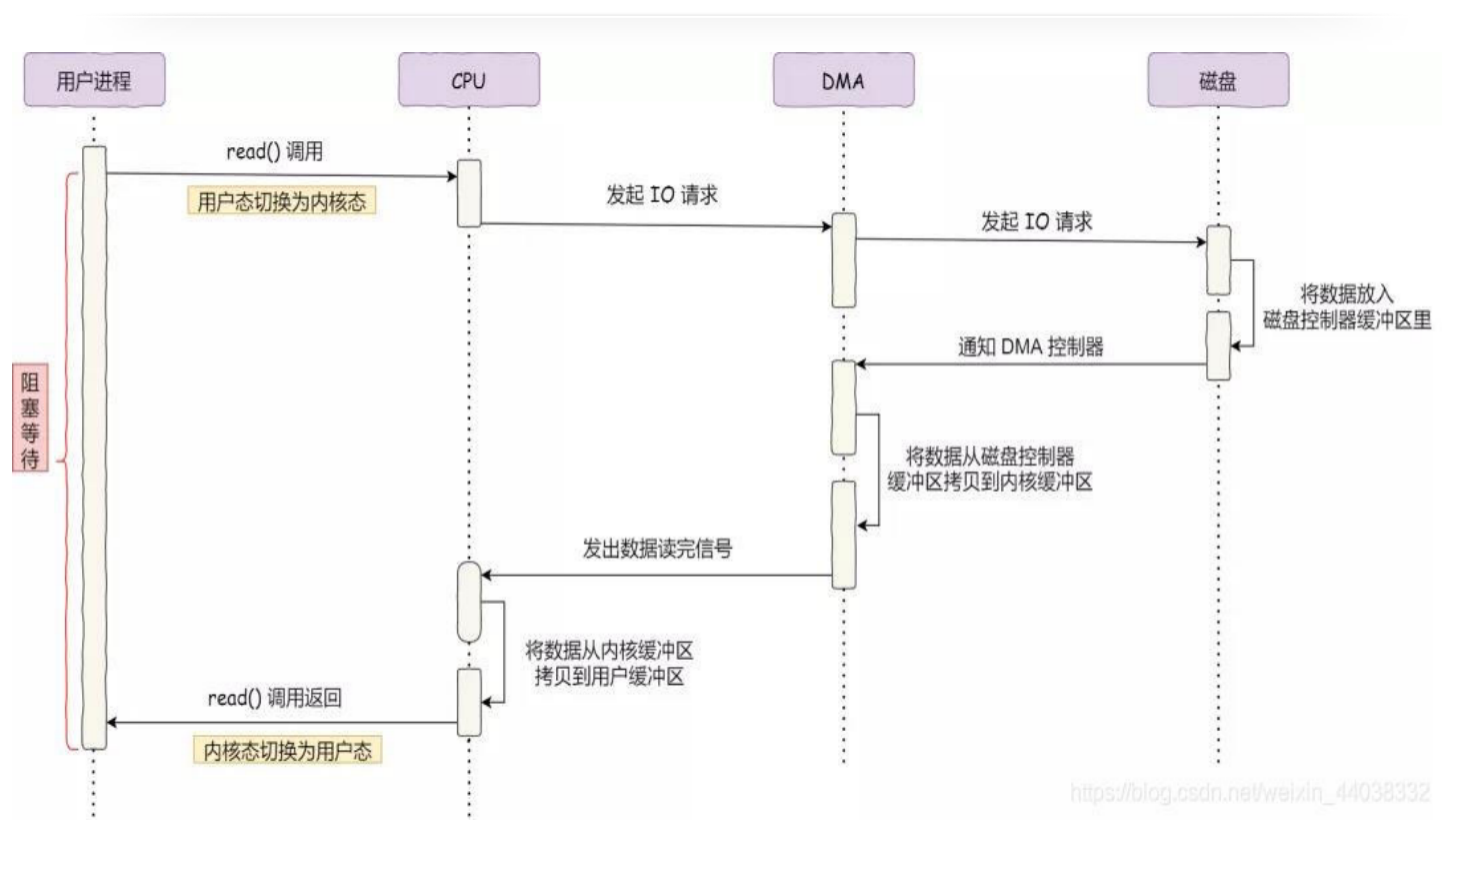 用户进程
CPU
DMA
磁盘
read() 调用
用户态切换为内核态
发起 IO 请求
发起 IO 请求
将数据放入
磁盘控制器缓冲区里
通知 DMA 控制器
阻塞等待
将数据从磁盘控制器
缓冲区拷贝到内核缓冲区
发出数据读完信号
将数据从内核缓冲区
拷贝到用户缓冲区
read() 调用返回
内核态切换为用户态
https://blog.csdn.net/weixin_44038332